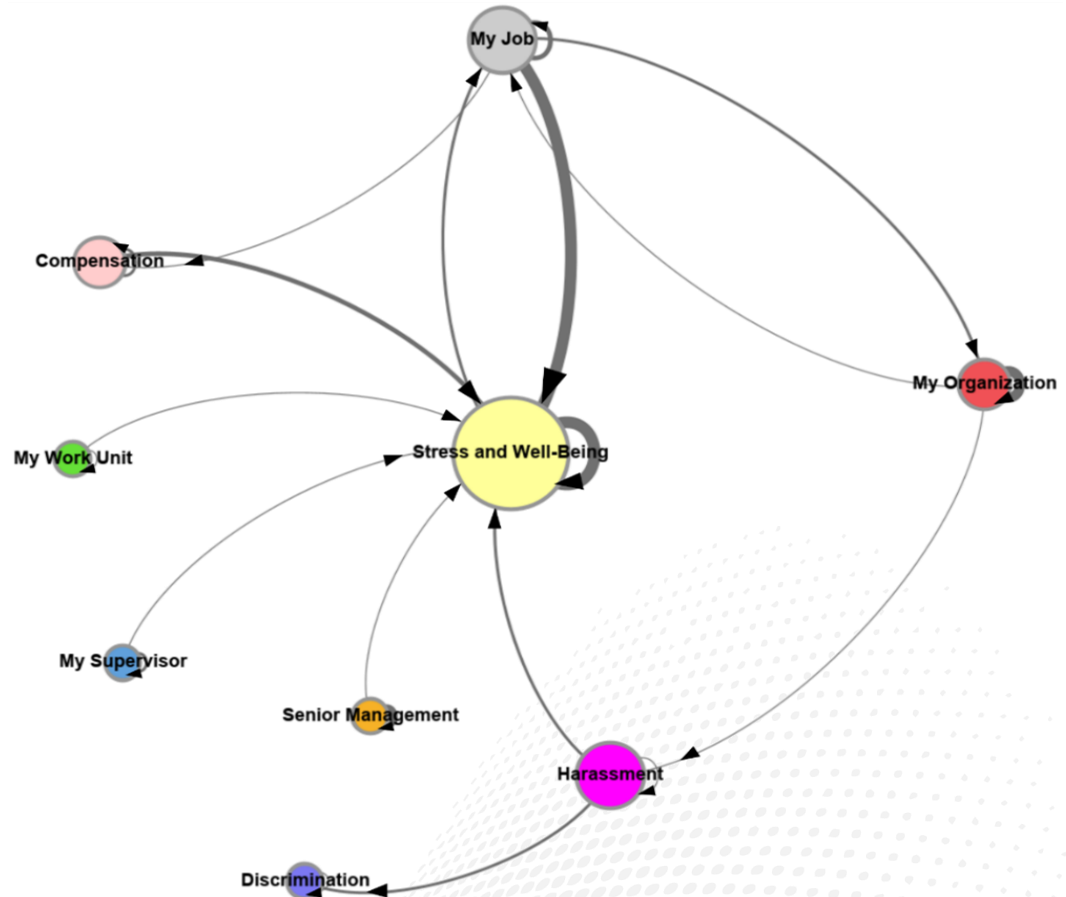 My Job
Compensation
My Organization
Stress and Well-Being
My Work Unit
My Supervisor
Senior Management
Harassment
Discrimination